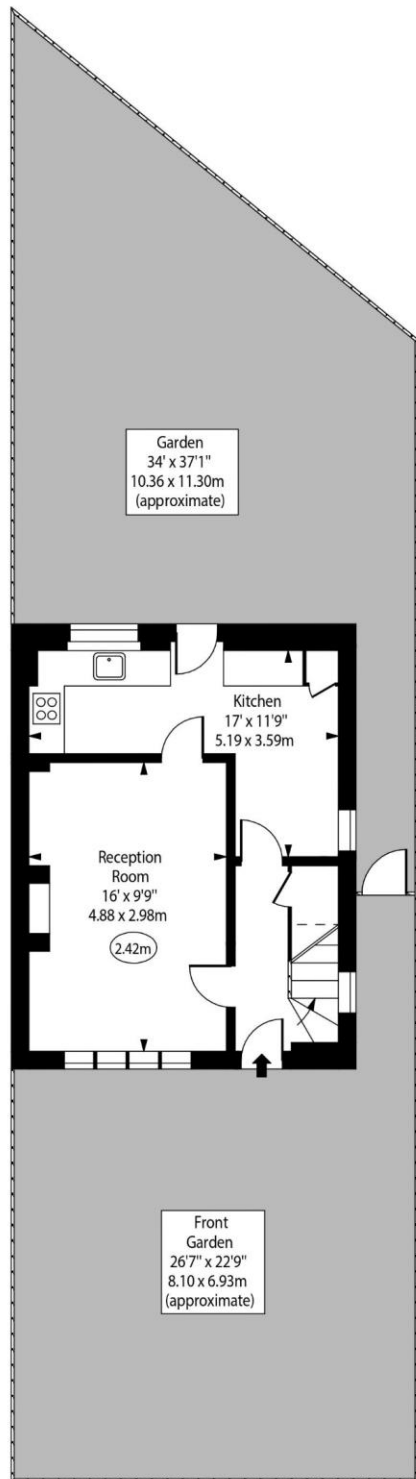 Garden
34' x 37'1"
10.36 x 11.30m
(approximate)
Kitchen
17' x 11'9"
5.19 x 3.59m
Reception
Room
16' x 9'9"
4.88 x 2.98m
2.42m
Front
Garden
26'7" x 22'9"
8.10 x 6.93m
(approximate)